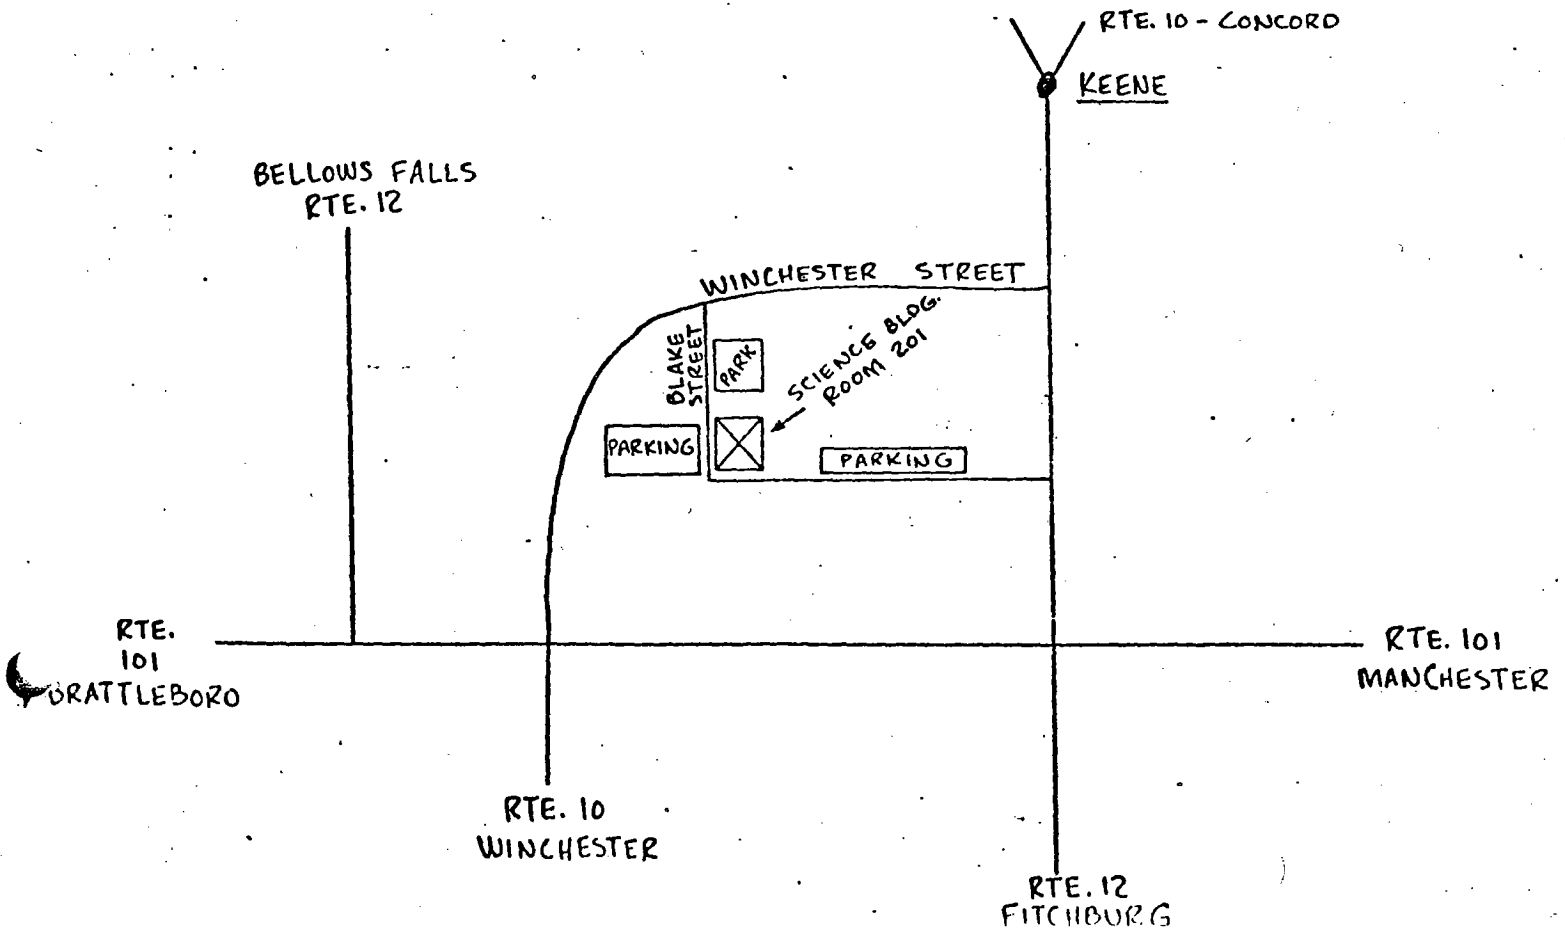 RTE. 10 - CONCORD
KEENE
BELLOWS FALLS
RTE. 12
WINCHESTER STREET
BLAKE
STREET
PARK
SCIENCE BLDG.
ROOM 201
PARKING
PARKING
RTE.
101
BRATTLEBORO
RTE. 101
MANCHESTER
RTE. 10
WINCHESTER
RTE. 12
FITCHBURG